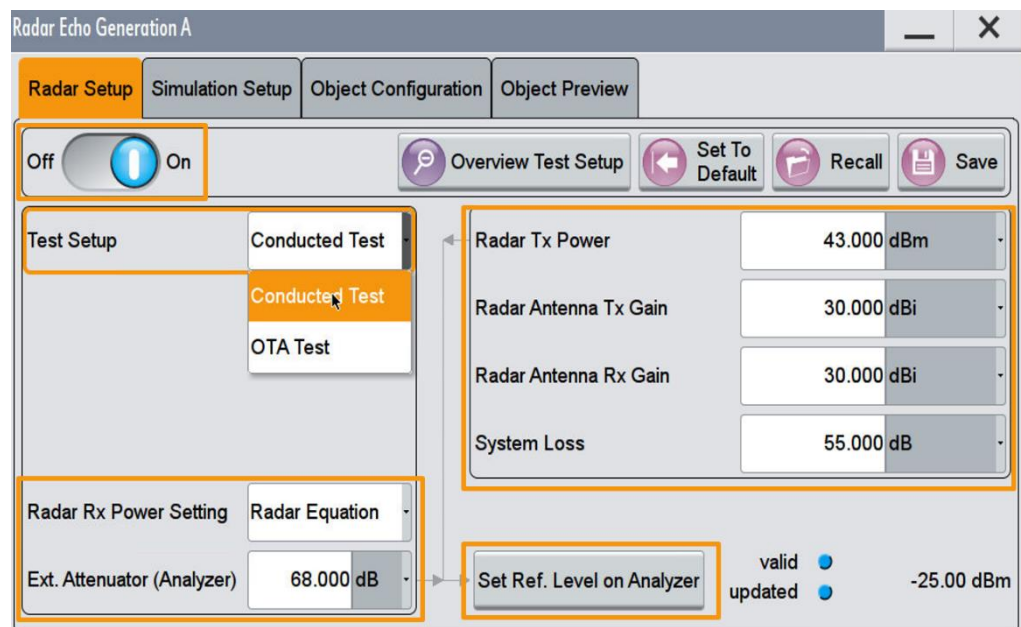 Radar Echo Generation A
Radar Setup
Simulation Setup
Object Configuration
Object Preview
Off
On
Overview Test Setup
Set To
Default
Recall
Save
Test Setup
Conducted Test
Conducted Test
OTA Test
Radar Tx Power
43.000 dBm
Radar Antenna Tx Gain
30.000 dBi
Radar Antenna Rx Gain
30.000 dBi
System Loss
55.000 dB
Radar Rx Power Setting
Radar Equation
Ext. Attenuator (Analyzer)
68.000 dB
Set Ref. Level on Analyzer
valid
updated
-25.00 dBm